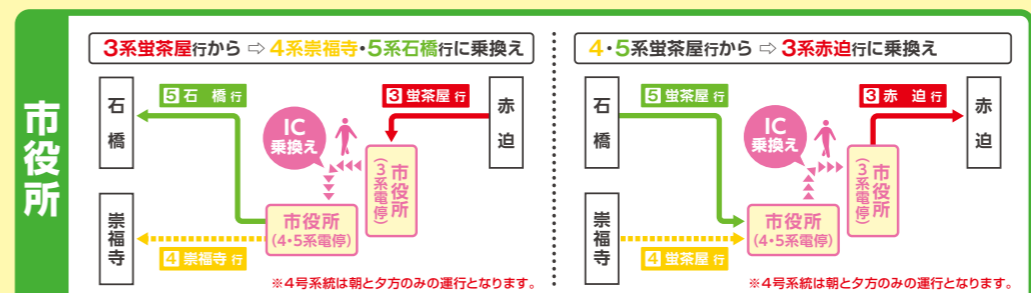 市役所
3系蛍茶屋行から⇨4系崇福寺・5系石橋行に乗換え
石橋
5 石 橋 行
3 蛍茶屋 行
赤迫
IC
乗換え
市役所
(3系電停)
市役所
(4・5系電停)
崇福寺
4 崇福寺 行
※4号系統は朝と夕方のみの運行となります。
4・5系蛍茶屋行から⇨3系赤迫行に乗換え
石橋
5 蛍茶屋 行
3 赤 迫 行
赤迫
IC
乗換え
市役所
(3系電停)
市役所
(4・5系電停)
崇福寺
4 蛍茶屋 行
※4号系統は朝と夕方のみの運行となります。